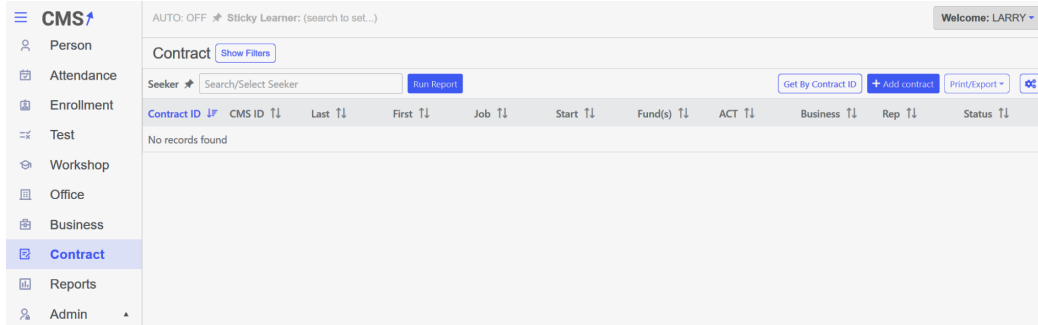 CMS
AUTO: OFF Sticky Learner: (search to set...)
Welcome: LARRY
Person
Attendance
Enrollment
Test
Workshop
Office
Business
Contract
Reports
Admin
Contract Show Filters
Seeker Search/Select Seeker Run Report Get By Contract ID + Add contract Print/Export
Contract ID CMS ID Last First Job Start Fund(s) ACT Business Rep Status
No records found